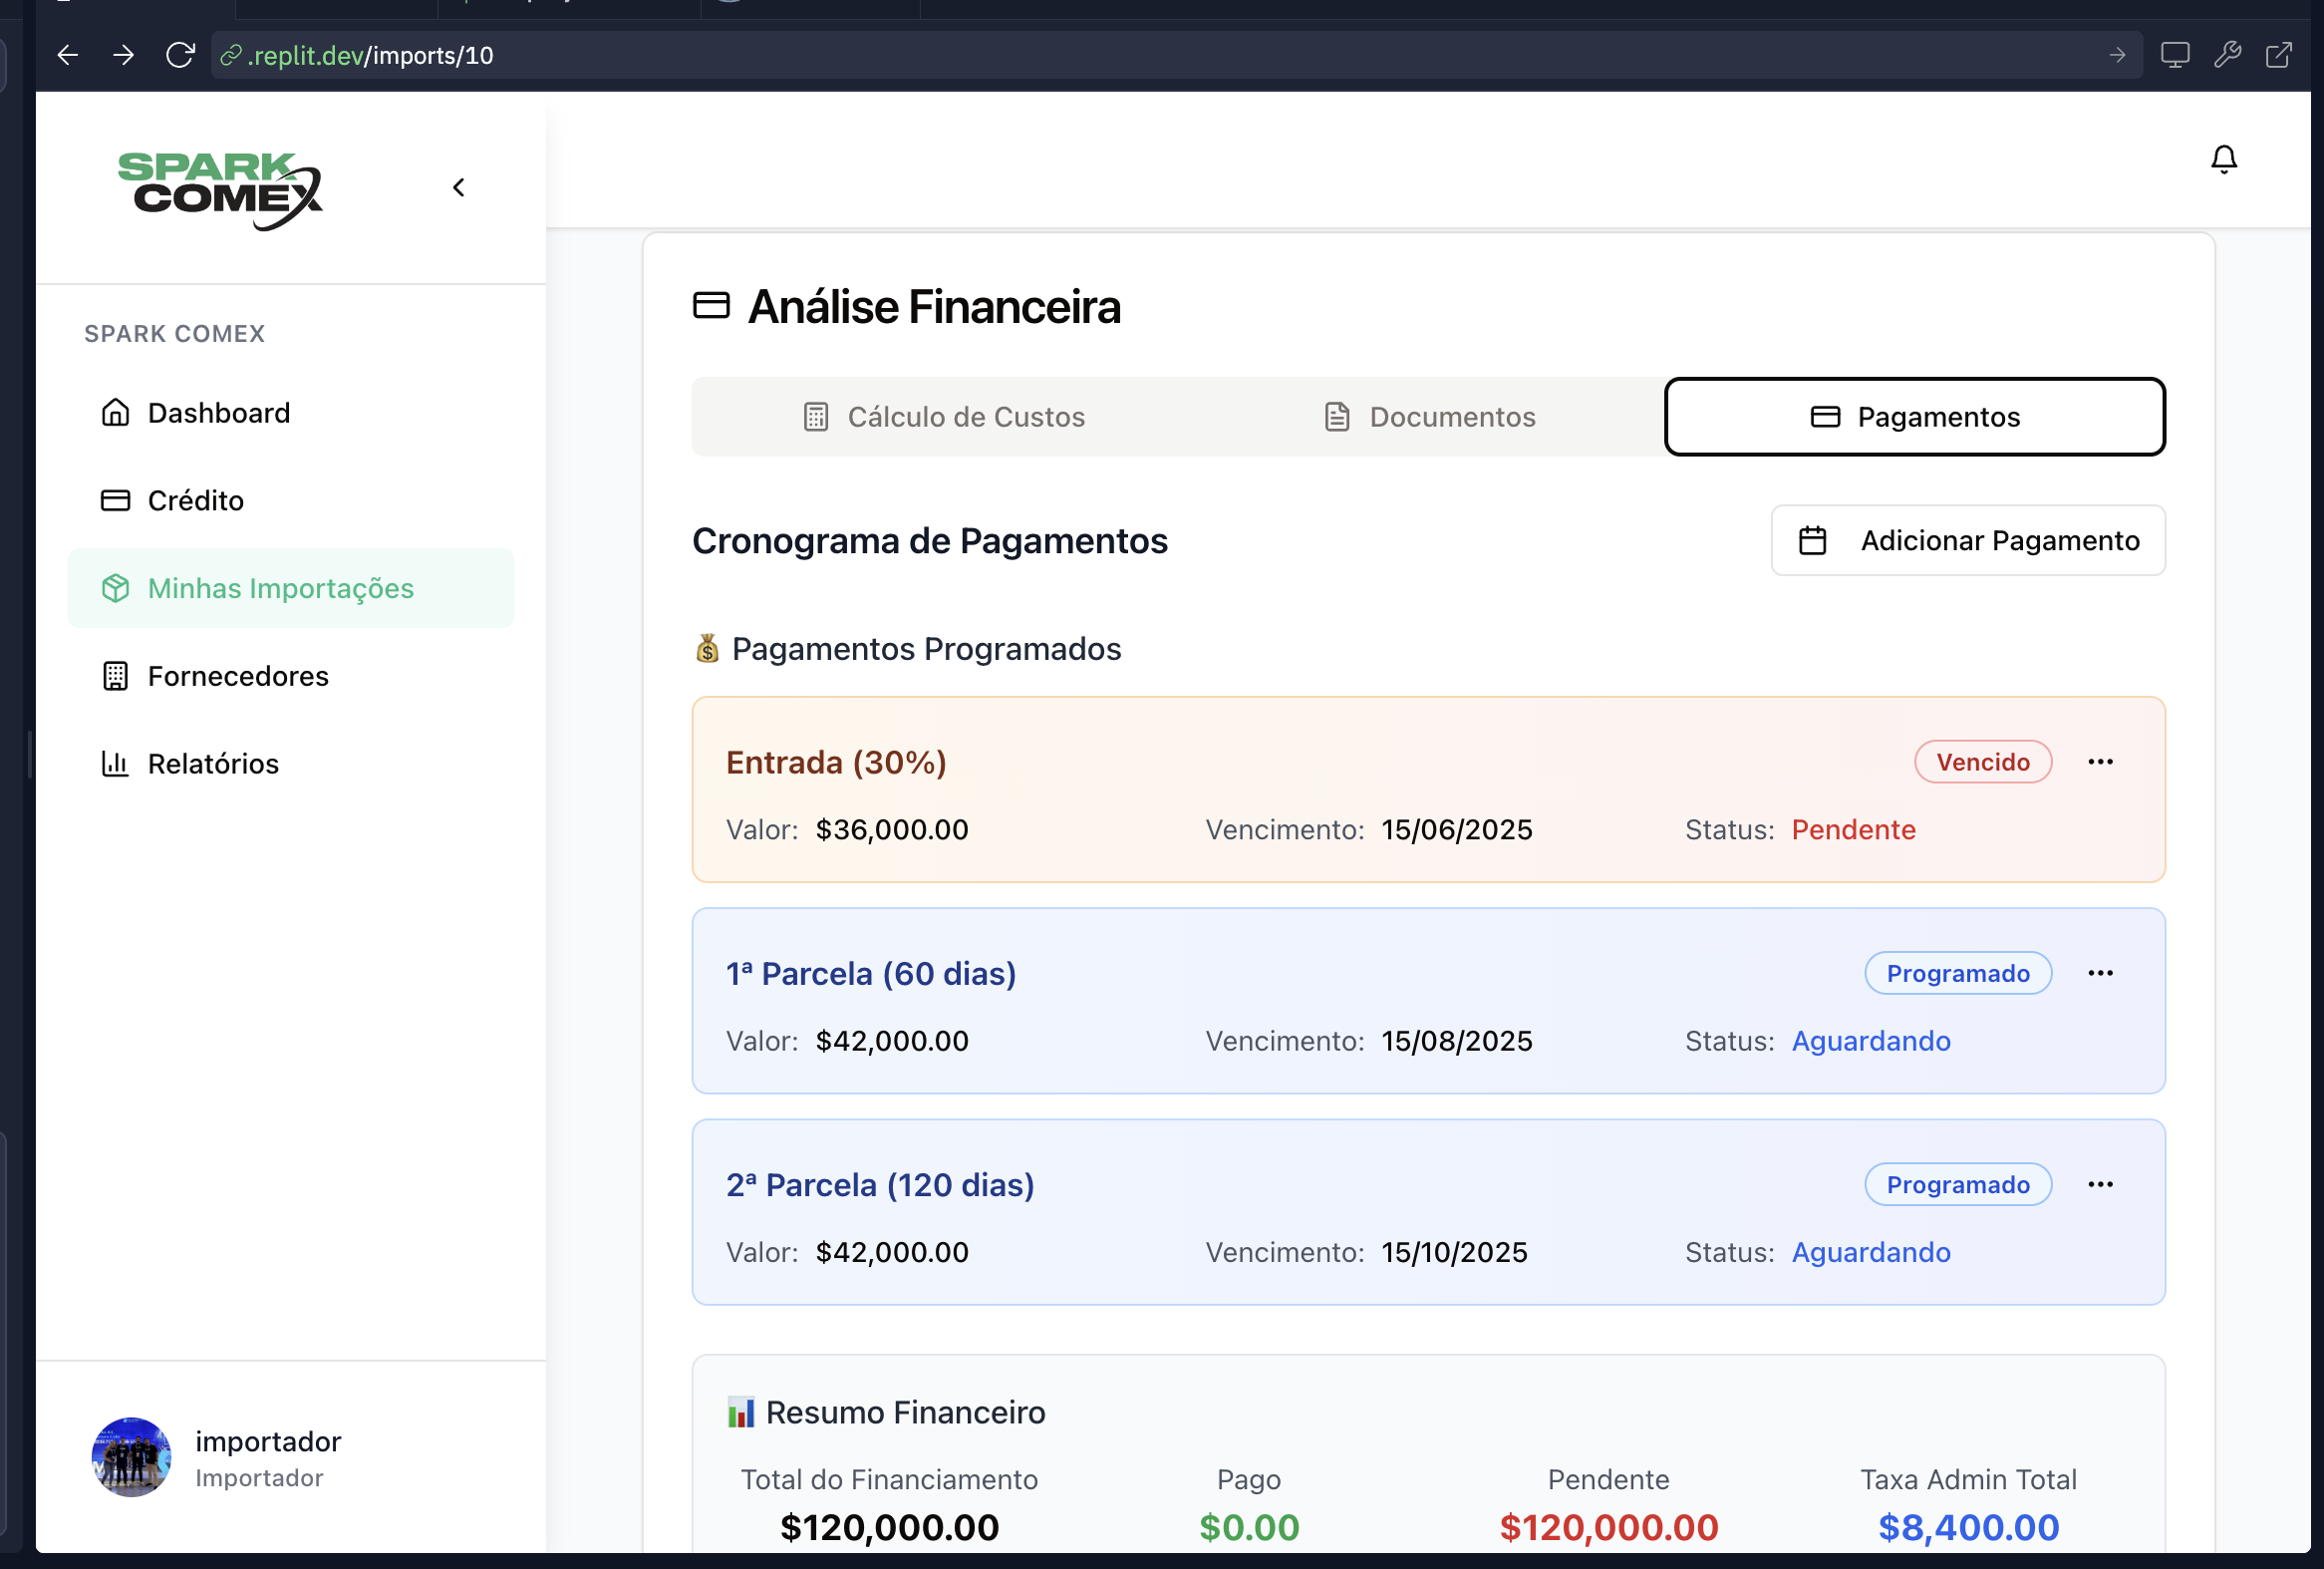 .replit.dev/imports/10
SPARK
COMEX
SPARK COMEX
Dashboard
Crédito
Minhas Importações
Fornecedores
Relatórios
importador
Importador
Análise Financeira
Cálculo de Custos
Documentos
Pagamentos
Cronograma de Pagamentos
Adicionar Pagamento
Pagamentos Programados
Entrada (30%)
Vencido
Valor: $36,000.00
Vencimento: 15/06/2025
Status: Pendente
1ª Parcela (60 dias)
Programado
Valor: $42,000.00
Vencimento: 15/08/2025
Status: Aguardando
2ª Parcela (120 dias)
Programado
Valor: $42,000.00
Vencimento: 15/10/2025
Status: Aguardando
Resumo Financeiro
Total do Financiamento
$120,000.00
Pago
$0.00
Pendente
$120,000.00
Taxa Admin Total
$8,400.00